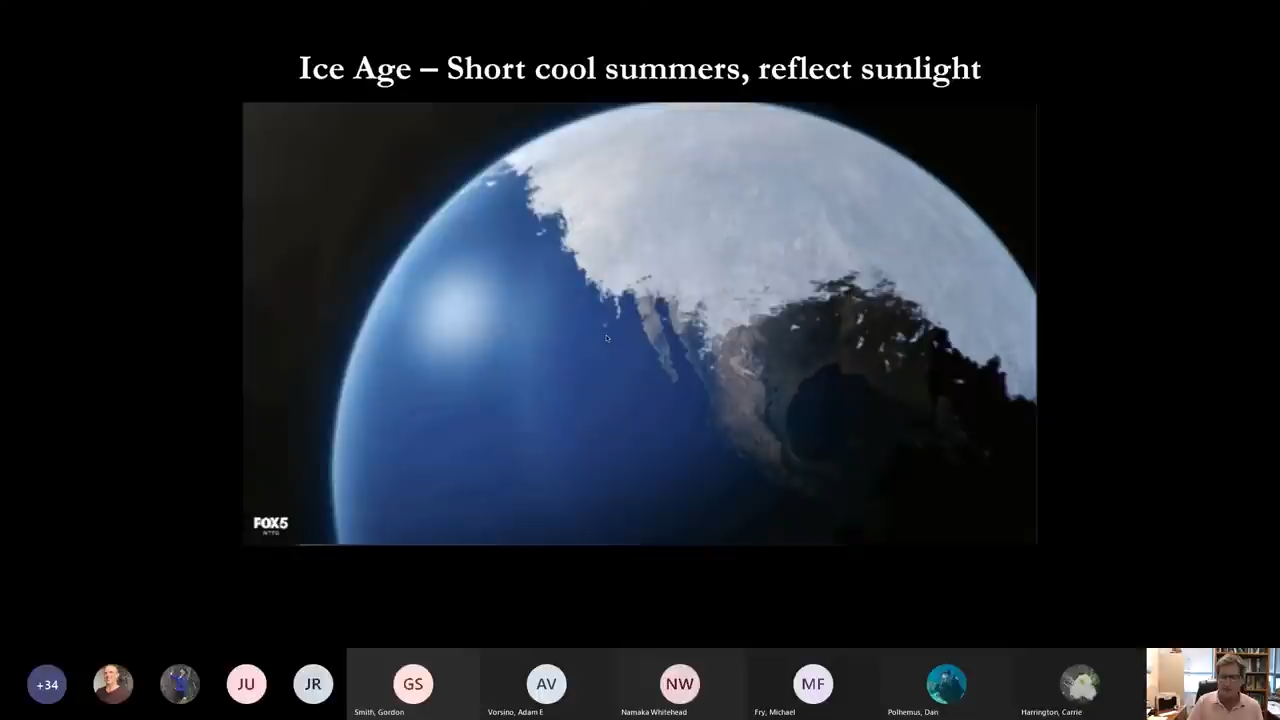 Ice Age – Short cool summers, reflect sunlight
FOX5
+34
JU
JR
GS
AV
NW
MF
Smith, Gordon
Vorsino, Adam E
Namaka Whitehead
Fry, Michael
Polhemus, Dan
Harrington, Carrie